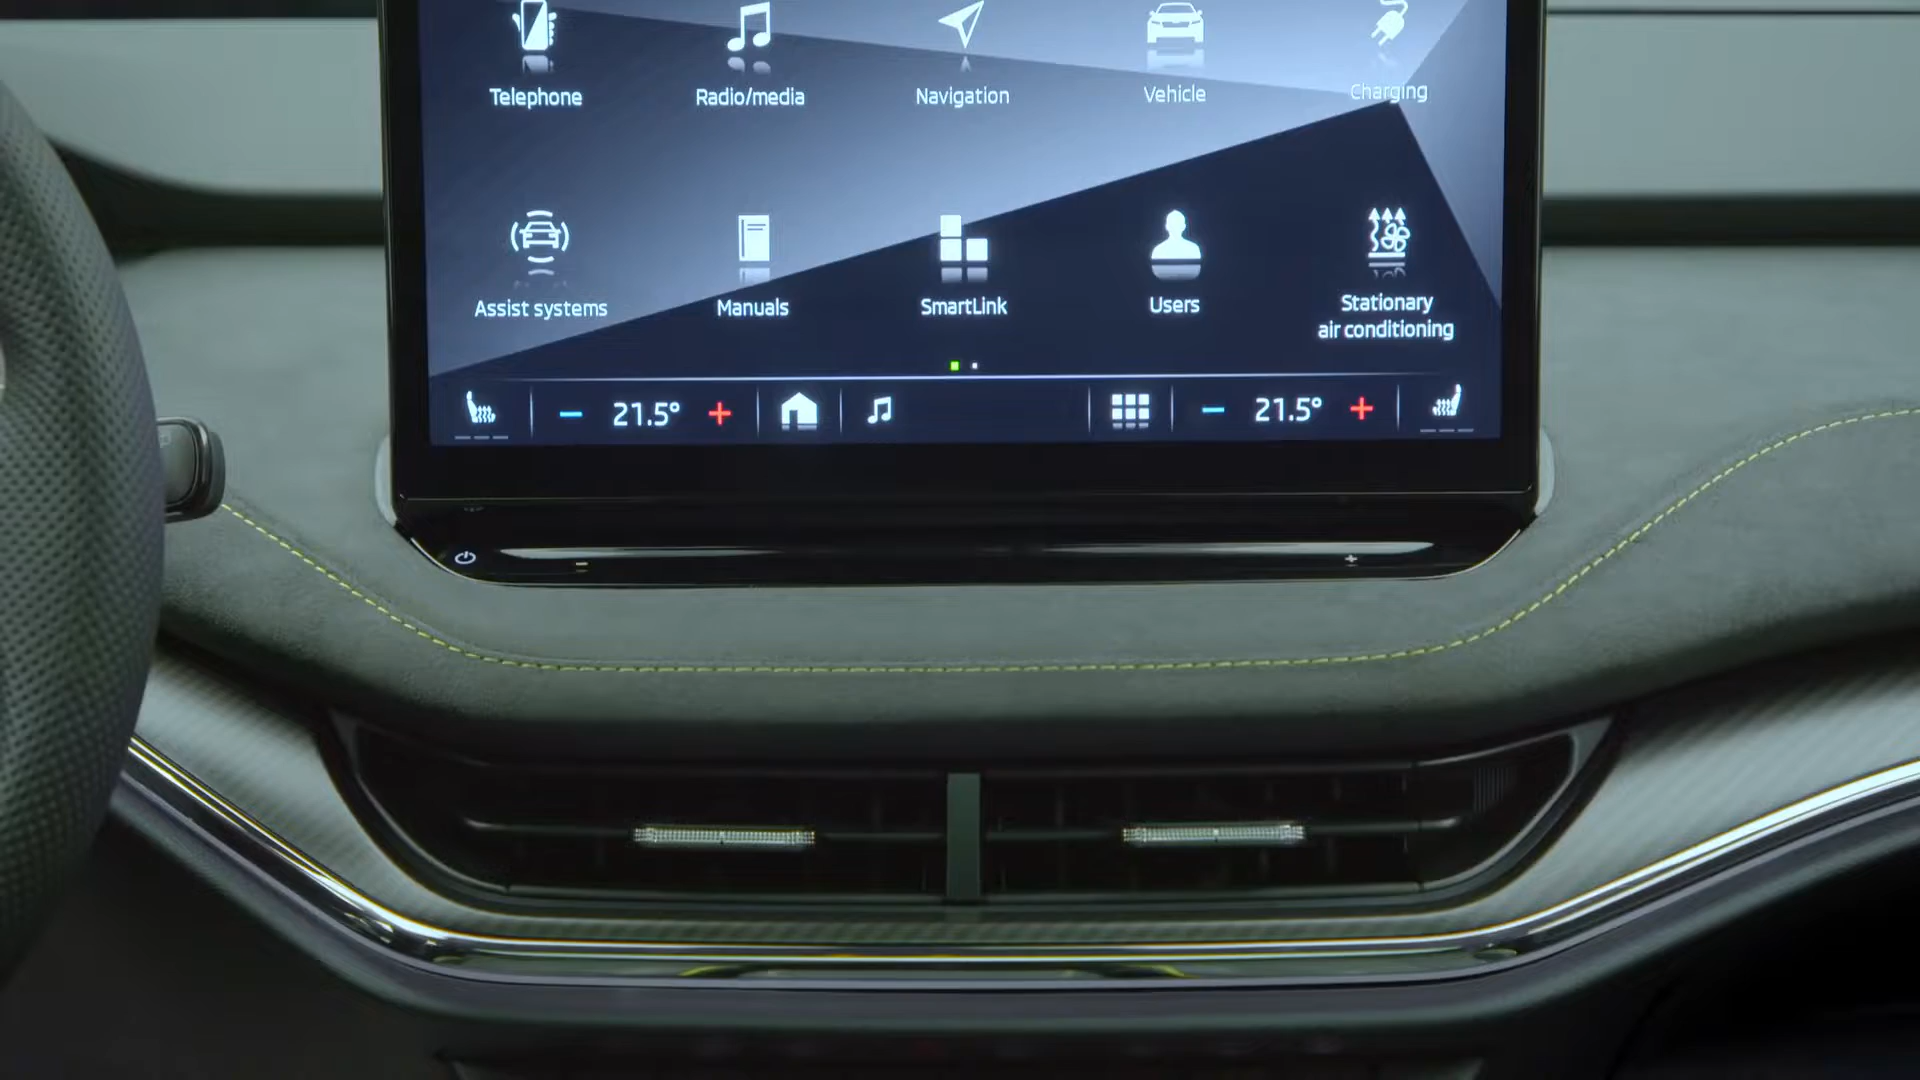 Telephone
Radio/media
Navigation
Vehicle
Charging
Assist systems
Manuals
SmartLink
Users
Stationary
air conditioning
21.5°
21.5°